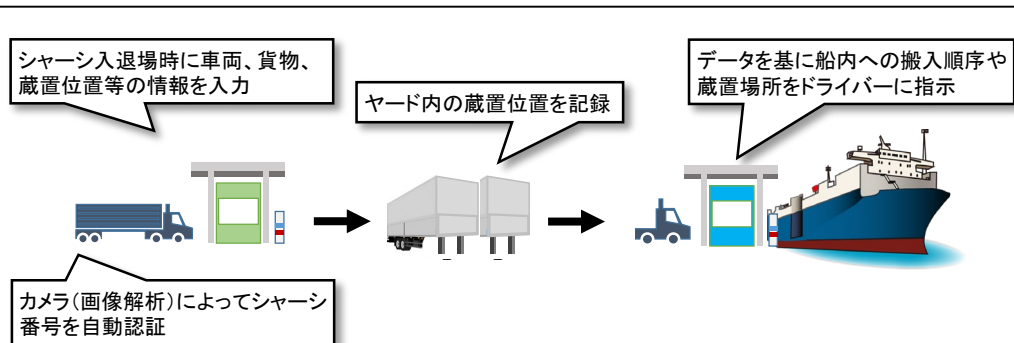 シャーシ入退場時に車両、貨物、
蔵置位置等の情報を入力
ヤード内の蔵置位置を記録
データを基に船内への搬入順序や
蔵置場所をドライバーに指示
カメラ(画像解析)によってシャーシ
番号を自動認証